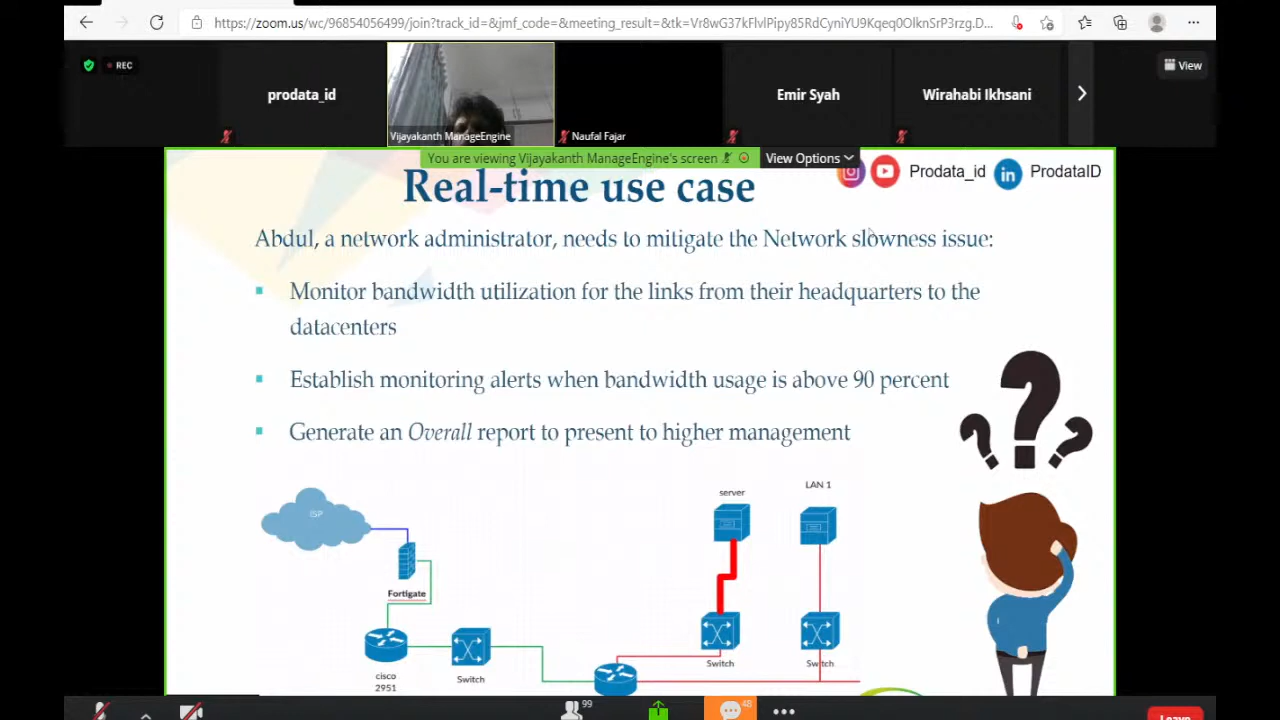 https://zoom.us/wc/96854056499/join?track_id=&jmf_code=&meeting_result=&tk=Vr8wG37kFlvlPipy85RdCyniYU9Kqeq0OlknSrP3rzg.D...
REC
prodata_id
Vijayakanth ManageEngine
Naufal Fajar
Emir Syah
Wirahabi Ikhsani
View
You are viewing Vijayakanth ManageEngine's screen
View Options
Real-time use case
Prodata_id
ProdataID
Abdul, a network administrator, needs to mitigate the Network slowness issue:
Monitor bandwidth utilization for the links from their headquarters to the
datacenters
Establish monitoring alerts when bandwidth usage is above 90 percent
Generate an Overall report to present to higher management
ISP
Fortigate
cisco
2951
Switch
server
LAN 1
Switch
Switch
99
48
Leave